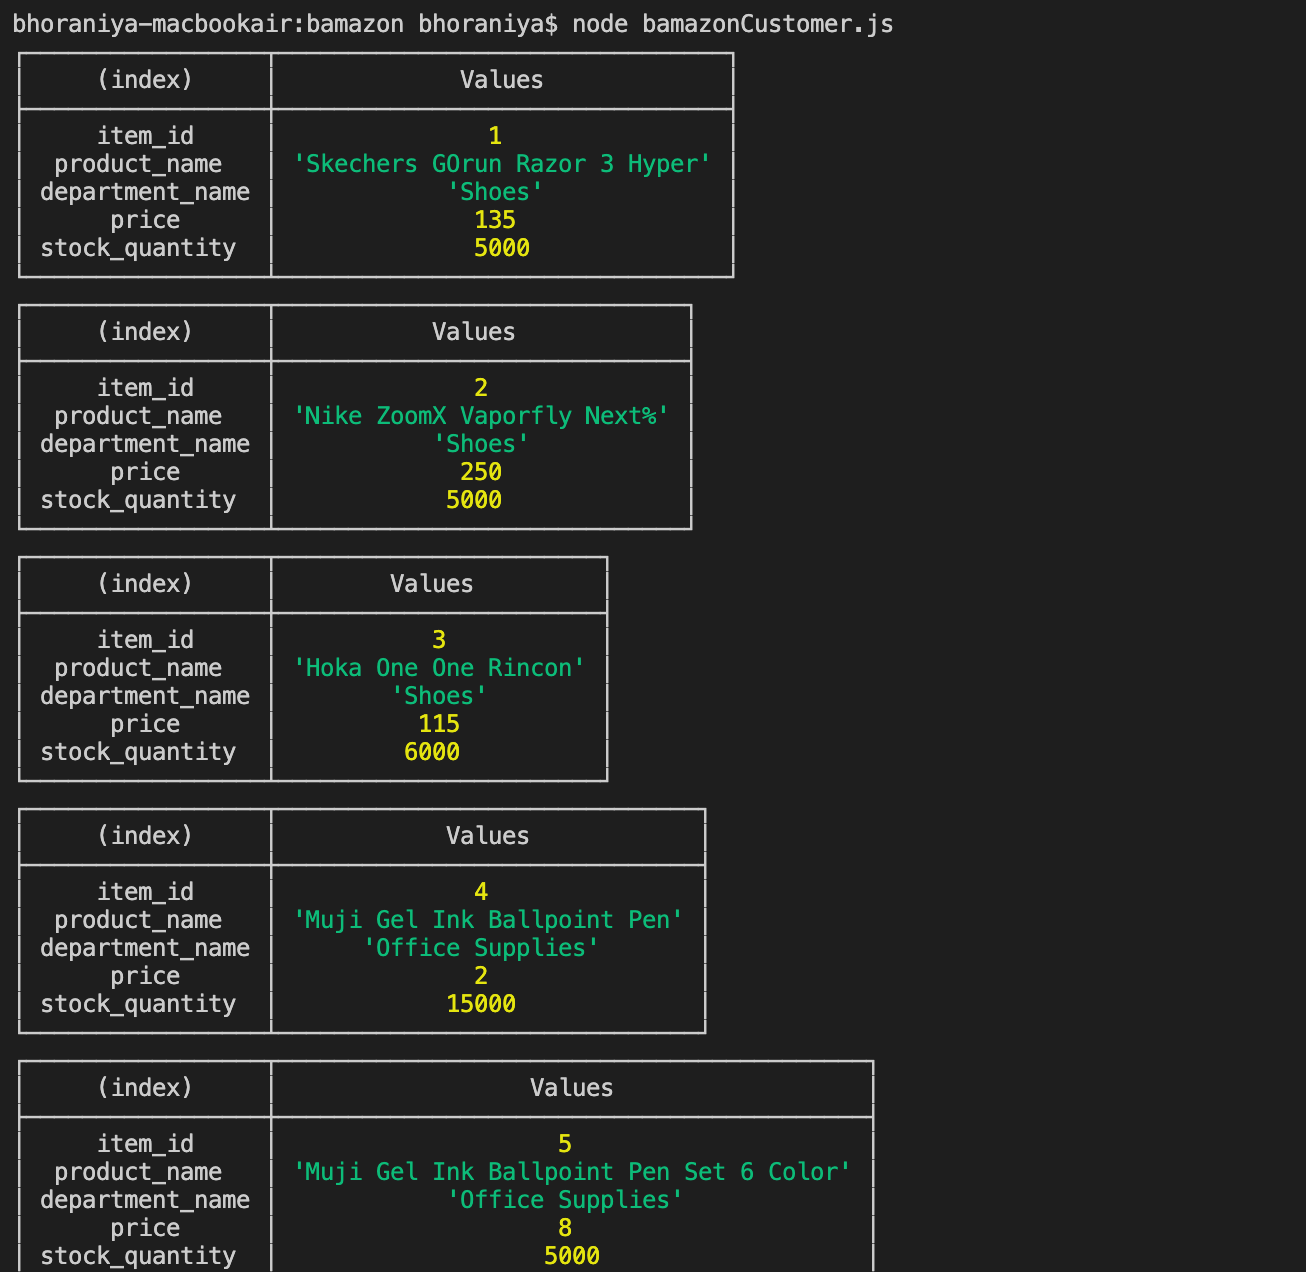 bhoraniya-macbookair:bamazon bhoraniya$ node bamazonCustomer.js
(index) Values
item_id 1
product_name 'Skechers GOrun Razor 3 Hyper'
department_name 'Shoes'
price 135
stock_quantity 5000
(index) Values
item_id 2
product_name 'Nike ZoomX Vaporfly Next%'
department_name 'Shoes'
price 250
stock_quantity 5000
(index) Values
item_id 3
product_name 'Hoka One One Rincon'
department_name 'Shoes'
price 115
stock_quantity 6000
(index) Values
item_id 4
product_name 'Muji Gel Ink Ballpoint Pen'
department_name 'Office Supplies'
price 2
stock_quantity 15000
(index) Values
item_id 5
product_name 'Muji Gel Ink Ballpoint Pen Set 6 Color'
department_name 'Office Supplies'
price 8
stock_quantity 5000